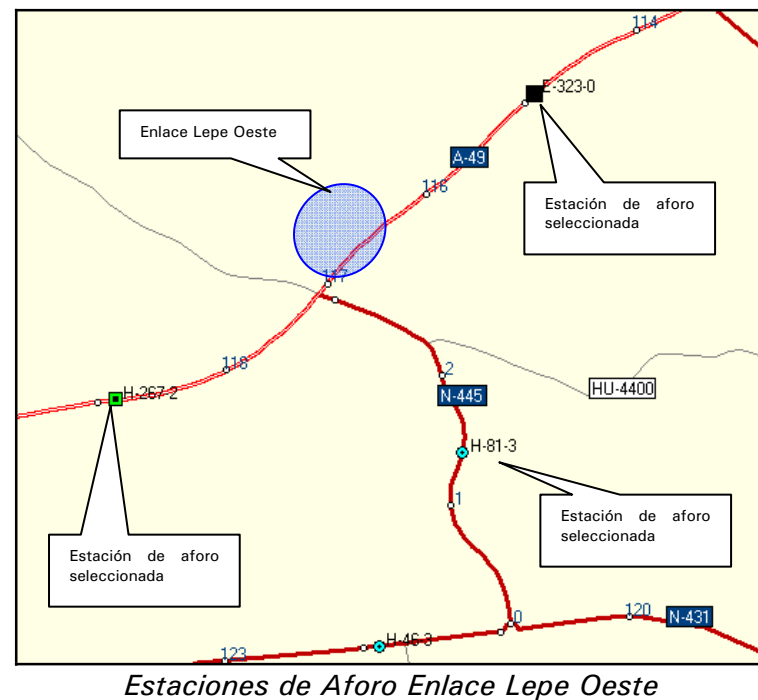 114
E-323-0
Enlace Lepe Oeste
A-49
116
Estación de aforo
seleccionada
117
118
2
H-267-2
N-445
HU-4400
H-81-3
1
Estación de aforo
seleccionada
Estación de aforo
seleccionada
0
120
N-431
H-46-3
123
Estaciones de Aforo Enlace Lepe Oeste